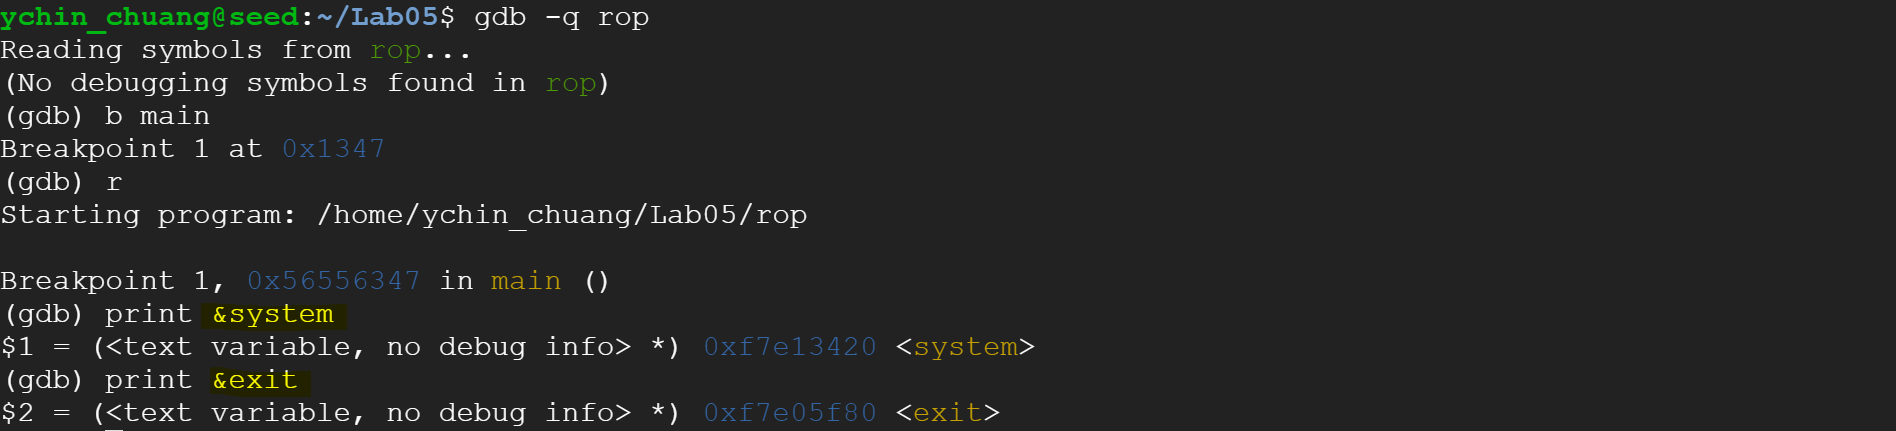 ychin_chuang@seed:~/Lab05$ gdb -q rop
Reading symbols from rop...
(No debugging symbols found in rop)
(gdb) b main
Breakpoint 1 at 0x1347
(gdb) r
Starting program: /home/ychin_chuang/Lab05/rop
Breakpoint 1, 0x56556347 in main ()
(gdb) print &system
$1 = (<text variable, no debug info> *) 0xf7e13420 <system>
(gdb) print &exit
$2 = (<text variable, no debug info> *) 0xf7e05f80 <exit>